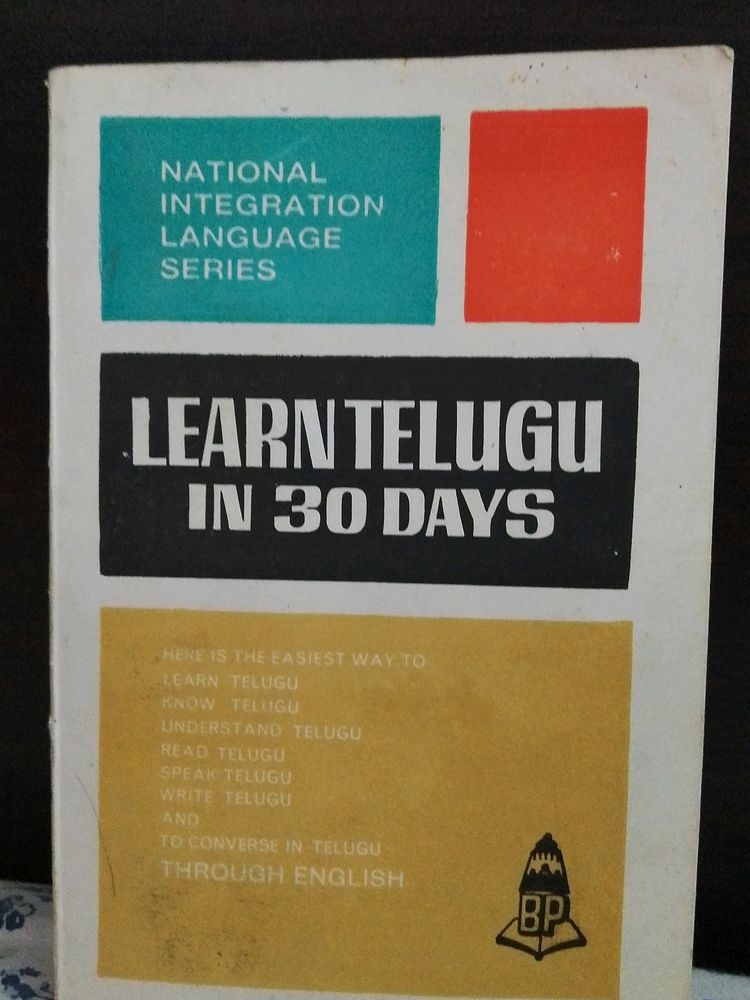 NATIONAL
INTEGRATION
LANGUAGE
SERIES
LEARN TELUGU
IN 30 DAYS
HERE IS THE EASIEST WAY TO
LEARN TELUGU
KNOW TELUGU
UNDERSTAND TELUGU
READ TELUGU
SPEAK TELUGU
WRITE TELUGU
AND
TO CONVERSE IN TELUGU
THROUGH ENGLISH
BP